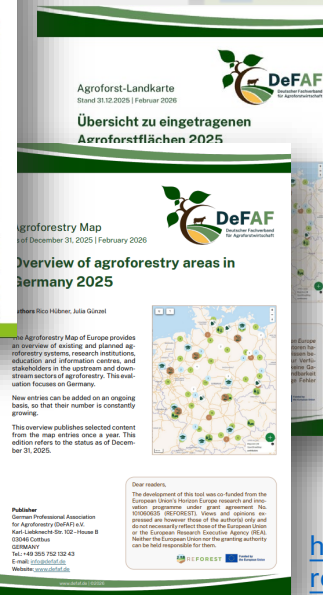 Agroforst-Landkarte
Stand 31.12.2025 | Februar 2026
DeFAF
Deutscher Fachverband
für Agroforstwirtschaft
Übersicht zu eingetragenen
Agroforstflächen 2025
Agroforestry Map
of December 31, 2025 | February 2026
DeFAF
Deutscher Fachverband
für Agroforstwirtschaft
Overview of agroforestry areas in
Germany 2025
Authors Rico Hübner, Julia Günzel
The Agroforestry Map of Europe provides
an overview of existing and planned ag-
roforestry systems, research institutions,
education and information centres, and
stakeholders in the upstream and down-
stream sectors of agroforestry. This eval-
uation focuses on Germany.
New entries can be added on an ongoing
basis, so that their number is constantly
growing.
This overview publishes selected content
from the map entries once a year. This
edition refers to the status as of Decem-
ber 31, 2025.
Dear readers,
The development of this tool was co-funded from the
European Union's Horizon Europe research and inno-
vation programme under grant agreement No.
101060635 (REFOREST). Views and opinions ex-
pressed are however those of the author(s) only and
do not necessarily reflect those of the European Union
or the European Research Executive Agency (REA).
Neither the European Union nor the granting authority
can be held responsible for them.
REFOREST
Funded by
the European Union
Publisher
German Professional Association
for Agroforestry (DeFAF) e.V.
Karl-Liebknecht-Str. 102 – House B
03046 Cottbus
GERMANY
Tel.: +49 355 752 132 43
E-mail: info@defaf.de
Website: www.defaf.de